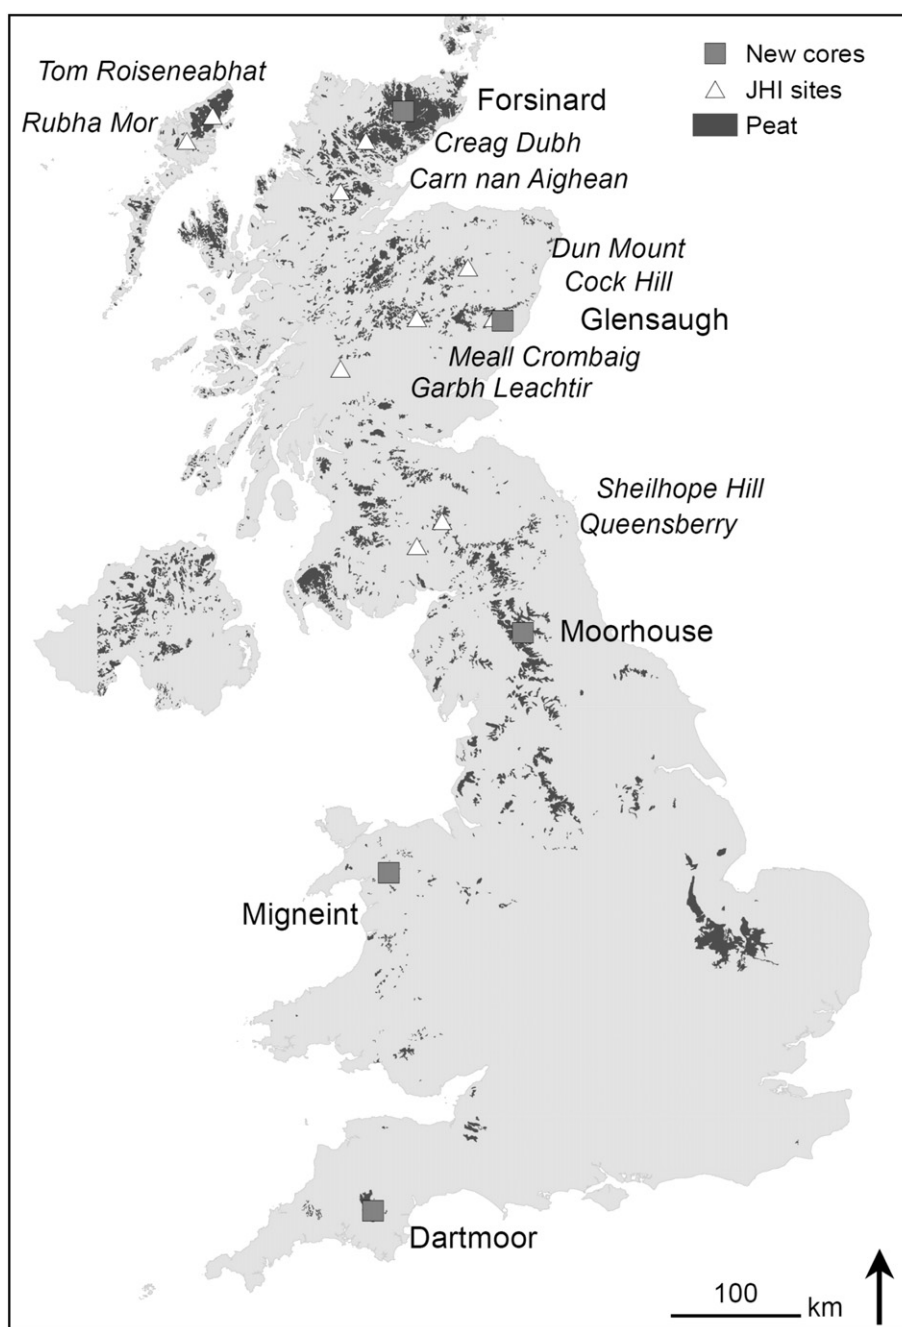 New cores
JHI sites
Peat
Tom Roiseneabhat
Rubha Mor
Forsinard
Creag Dubh
Carn nan Aighean
Dun Mount
Cock Hill
Glensaugh
Meall Crombaig
Garbh Leachtir
Sheilhope Hill
Queensberry
Moorhouse
Migneint
Dartmoor
100
km